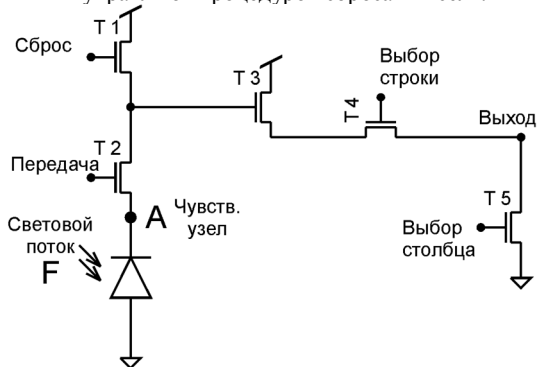 T 1
Сброс
T 3
Выбор
строки
T 4
Выход
T 2
Передача
A
Чувств.
узел
T 5
Световой
поток
F
Выбор
столбца